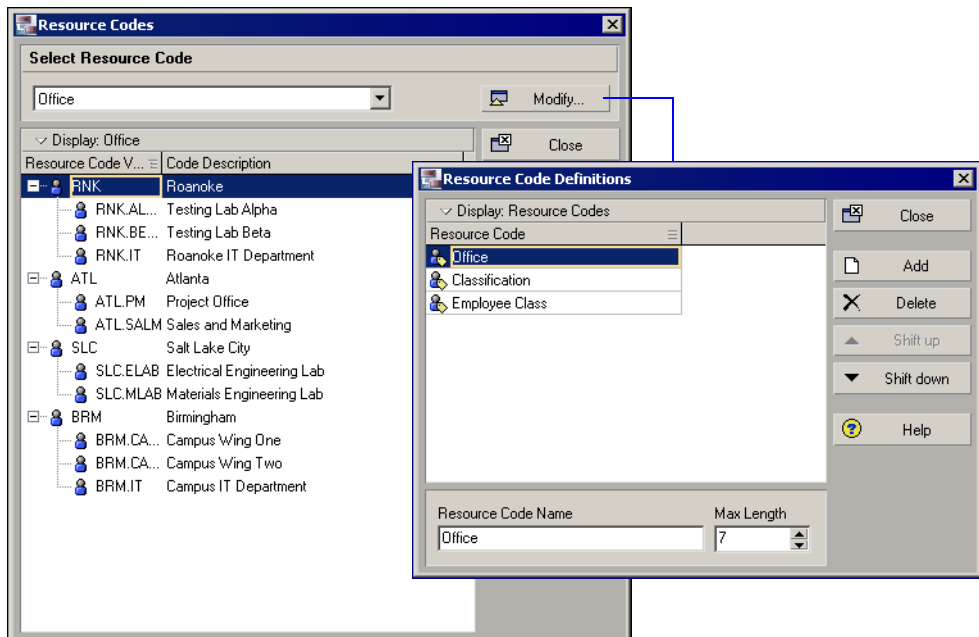 Resource Codes
Select Resource Code
Office
Modify...
Display: Office
Close
Resource Code V... Code Description
RNK Roanoke
RNK.AL... Testing Lab Alpha
RNK.BE... Testing Lab Beta
RNK.IT Roanoke IT Department
ATL Atlanta
ATL.PM Project Office
ATL.SALM Sales and Marketing
SLC Salt Lake City
SLC.ELAB Electrical Engineering Lab
SLC.MLAB Materials Engineering Lab
BRM Birmingham
BRM.CA... Campus Wing One
BRM.CA... Campus Wing Two
BRM.IT Campus IT Department
Resource Code Definitions
Display: Resource Codes
Resource Code
Office
Classification
Employee Class
Close
Add
Delete
Shift up
Shift down
? Help
Resource Code Name Max Length
Office 7